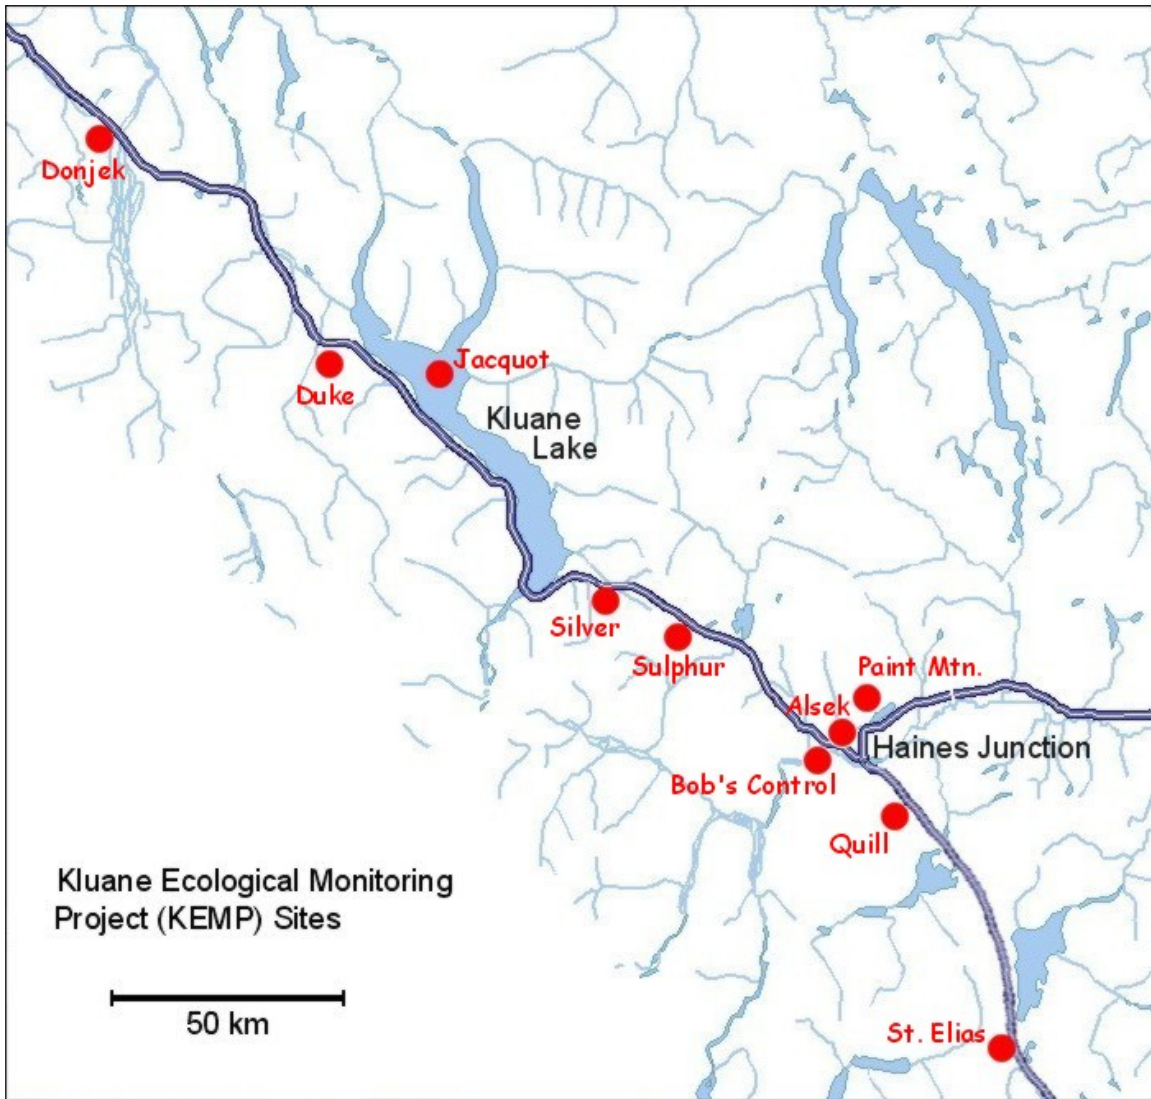 Donjek
Jacquot
Duke
Kluane
Lake
Silver
Sulphur
Paint Mtn.
Alsek
Haines Junction
Bob's Control
Quill
Kluane Ecological Monitoring
Project (KEMP) Sites
50 km
St. Elias